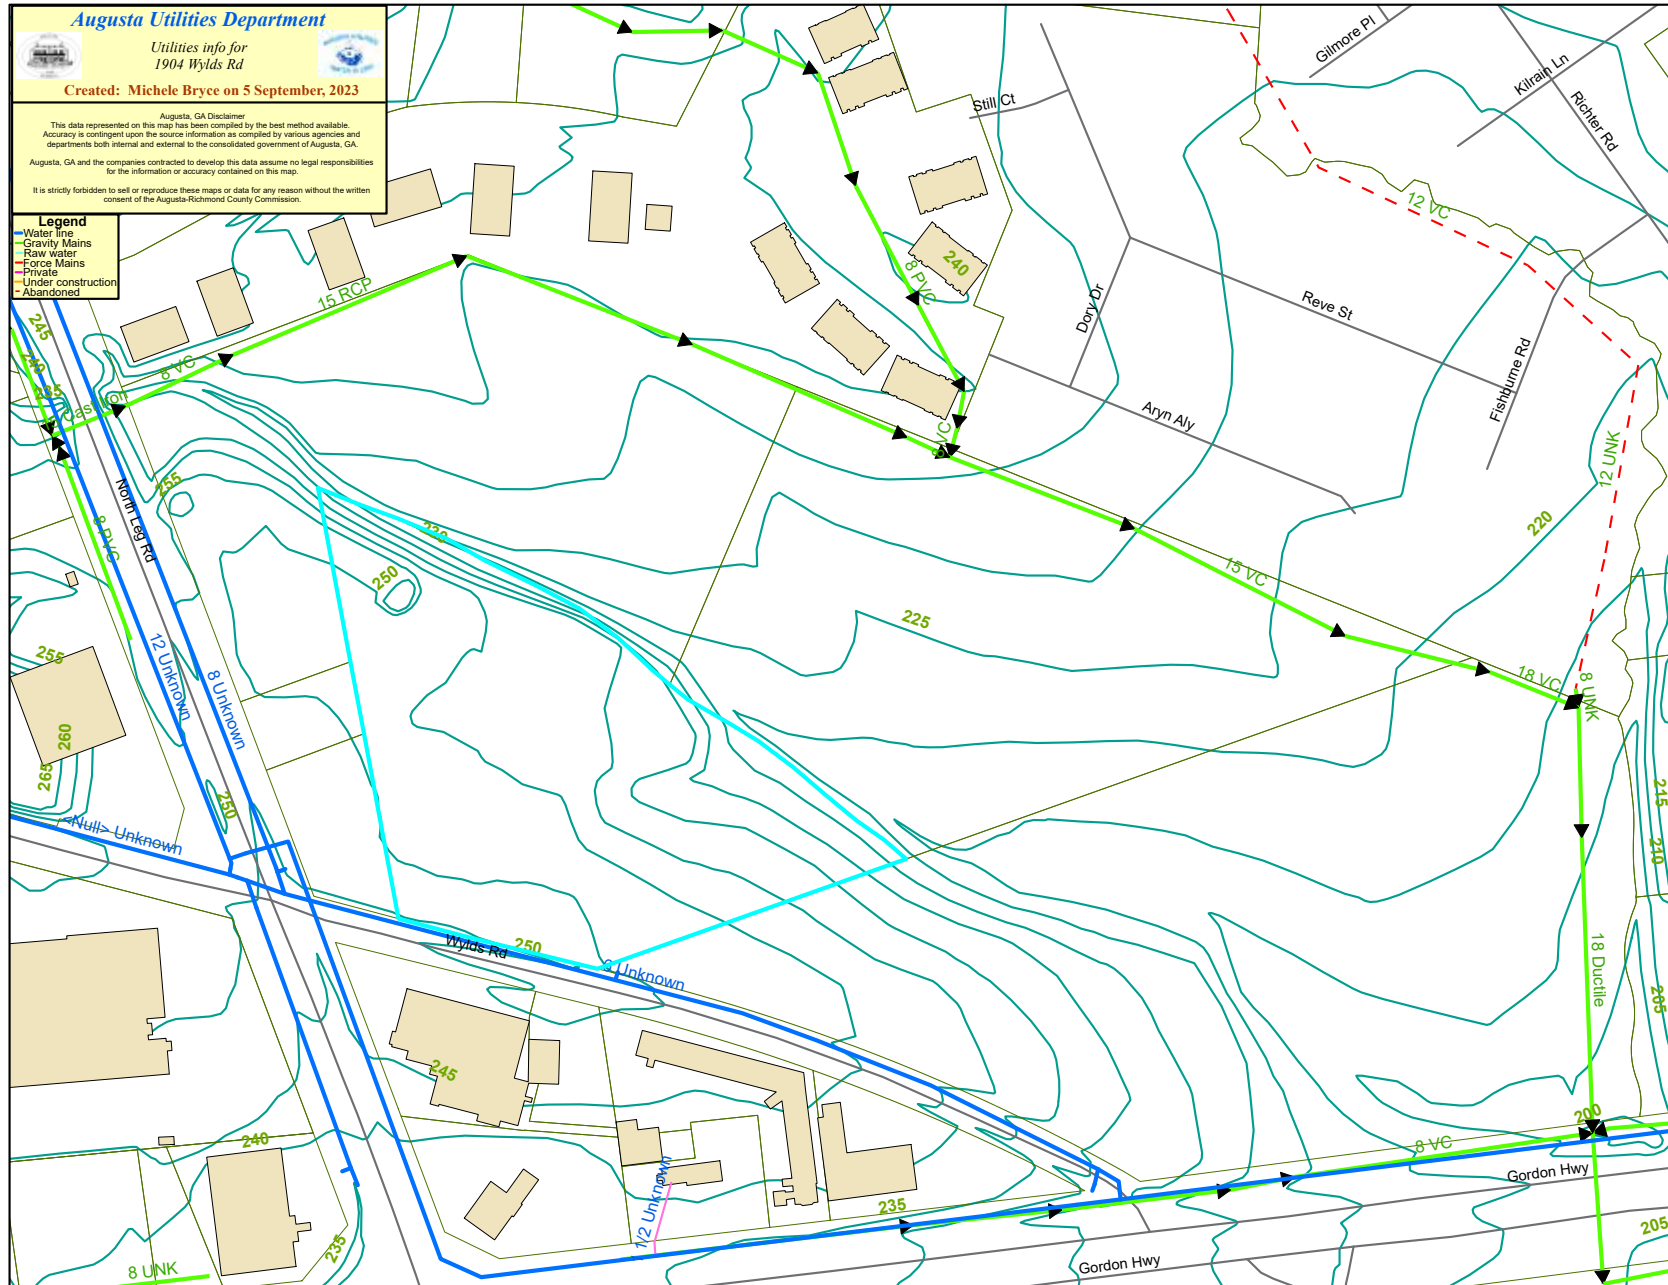 Augusta Utilities Department
Utilities info for
1904 Wylds Rd
Created: Michele Bryce on 5 September, 2023
Augusta, GA Disclaimer
This data represented on this map has been compiled by the best method available.
Accuracy is contingent upon the source information as compiled by various agencies and
departments both internal and external to the consolidated government of Augusta, GA.
Augusta, GA and the companies contracted to develop this data assume no legal responsibilities
for the information or accuracy contained on this map.
It is strictly forbidden to sell or reproduce these maps or data for any reason without the written
consent of the Augusta-Richmond County Commission.
Legend
Water line
Gravity Mains
Raw water
Force Mains
Private
Under construction
Abandoned
Gilmore Pl
Kilrain Ln
Richter Rd
Still Ct
12 VC
240
8 PVC
15 RCP
Dory Dr
Reve St
245
240
235
8 VC
Cast Iron
Fishburne Rd
Aryn Aly
8 VC
12 UNK
255
North Leg Rd
8 PVC
230
220
250
15 VC
225
255
12 Unknown
8 Unknown
18 VC
8 UNK
260
265
250
215
<Null> Unknown
210
Wylds Rd
250
6 Unknown
18 Ductile
205
245
200
240
8 VC
Gordon Hwy
1/2 Unknown
235
235
205
Gordon Hwy
8 UNK